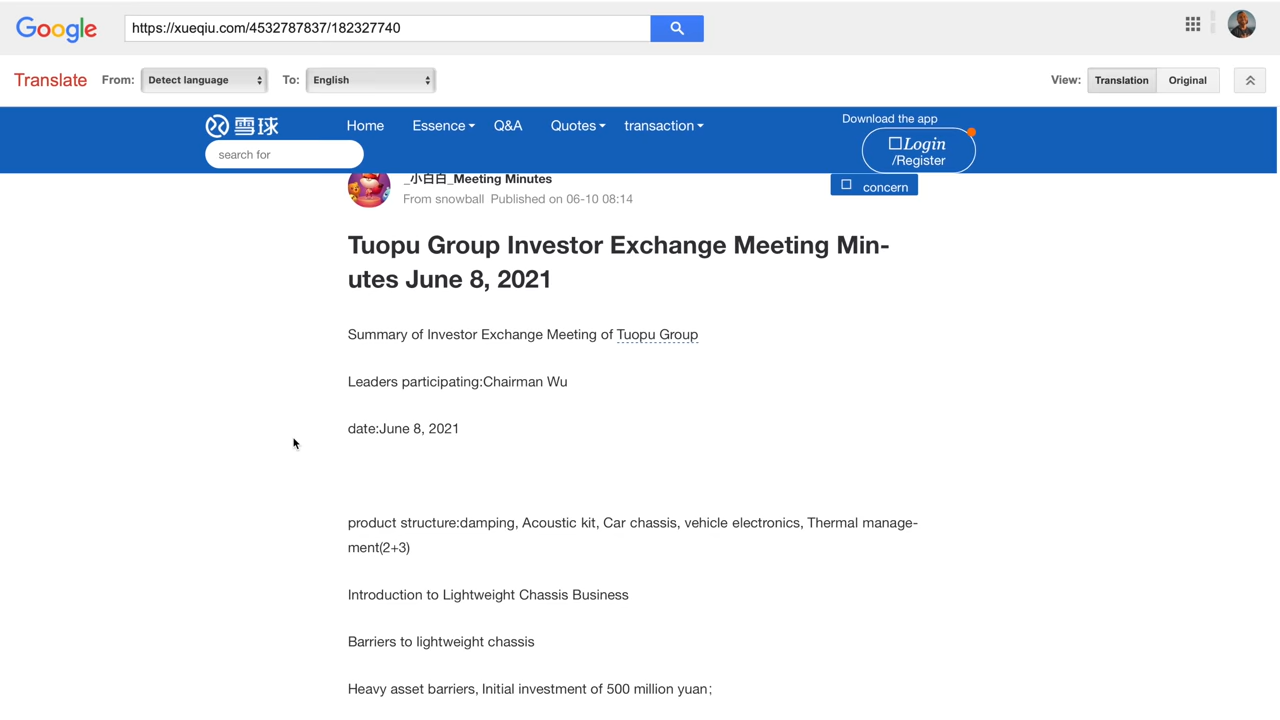 Google
https://xueqiu.com/4532787837/182327740
Translate From: Detect language To: English View: Translation Original
雪球 Home Essence Q&A Quotes transaction Download the app
search for
Login
/Register
_小白白_Meeting Minutes
From snowball Published on 06-10 08:14
concern
Tuopu Group Investor Exchange Meeting Min-
utes June 8, 2021
Summary of Investor Exchange Meeting of Tuopu Group
Leaders participating:Chairman Wu
date:June 8, 2021
product structure:damping, Acoustic kit, Car chassis, vehicle electronics, Thermal manage-
ment(2+3)
Introduction to Lightweight Chassis Business
Barriers to lightweight chassis
Heavy asset barriers, Initial investment of 500 million yuan;